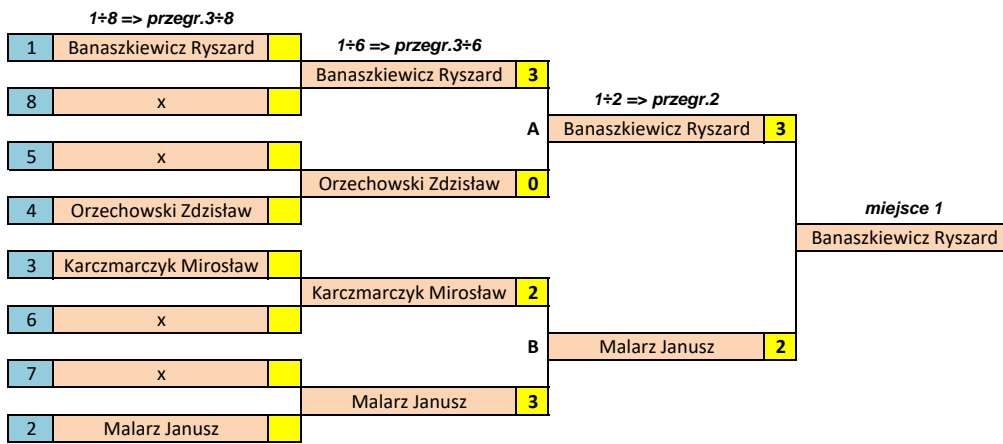 1÷8 => przegr.3÷8
1 Banaszkiewicz Ryszard
1÷6 => przegr.3÷6
Banaszkiewicz Ryszard 3
8 x
1÷2 => przegr.2
A Banaszkiewicz Ryszard 3
5 x
Orzechowski Zdzisław 0
4 Orzechowski Zdzisław
miejsce 1
Banaszkiewicz Ryszard
3 Karczmarczyk Mirosław
Karczmarczyk Mirosław 2
6 x
B Malarz Janusz 2
7 x
Malarz Janusz 3
2 Malarz Janusz